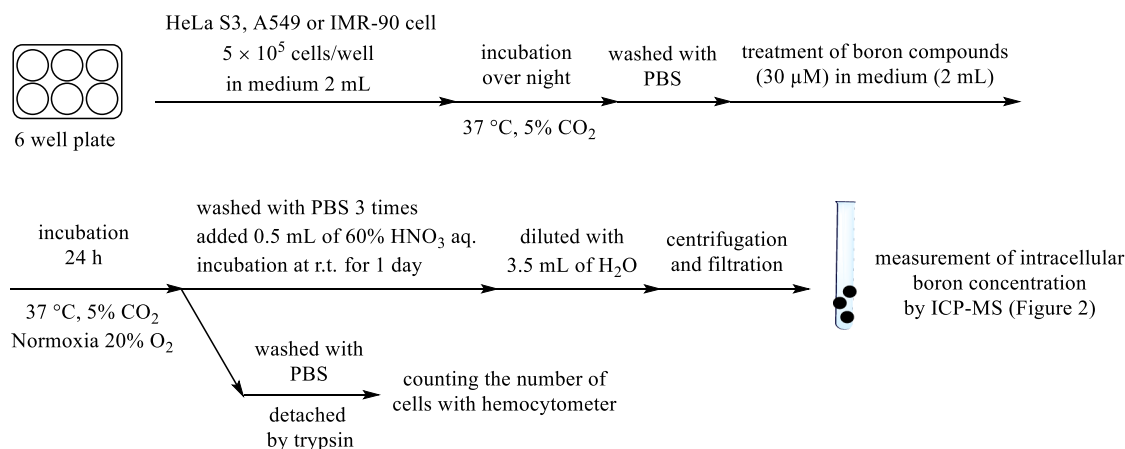 HeLa S3, A549 or IMR-90 cell
5 × 10⁵ cells/well
in medium 2 mL
6 well plate
incubation
over night
37 °C, 5% CO₂
washed with
PBS
treatment of boron compounds
(30 µM) in medium (2 mL)
incubation
24 h
37 °C, 5% CO₂
Normoxia 20% O₂
washed with PBS 3 times
added 0.5 mL of 60% HNO₃ aq.
incubation at r.t. for 1 day
diluted with
3.5 mL of H₂O
centrifugation
and filtration
measurement of intracellular
boron concentration
by ICP-MS (Figure 2)
washed with
PBS
detached
by trypsin
counting the number of
cells with hemocytometer